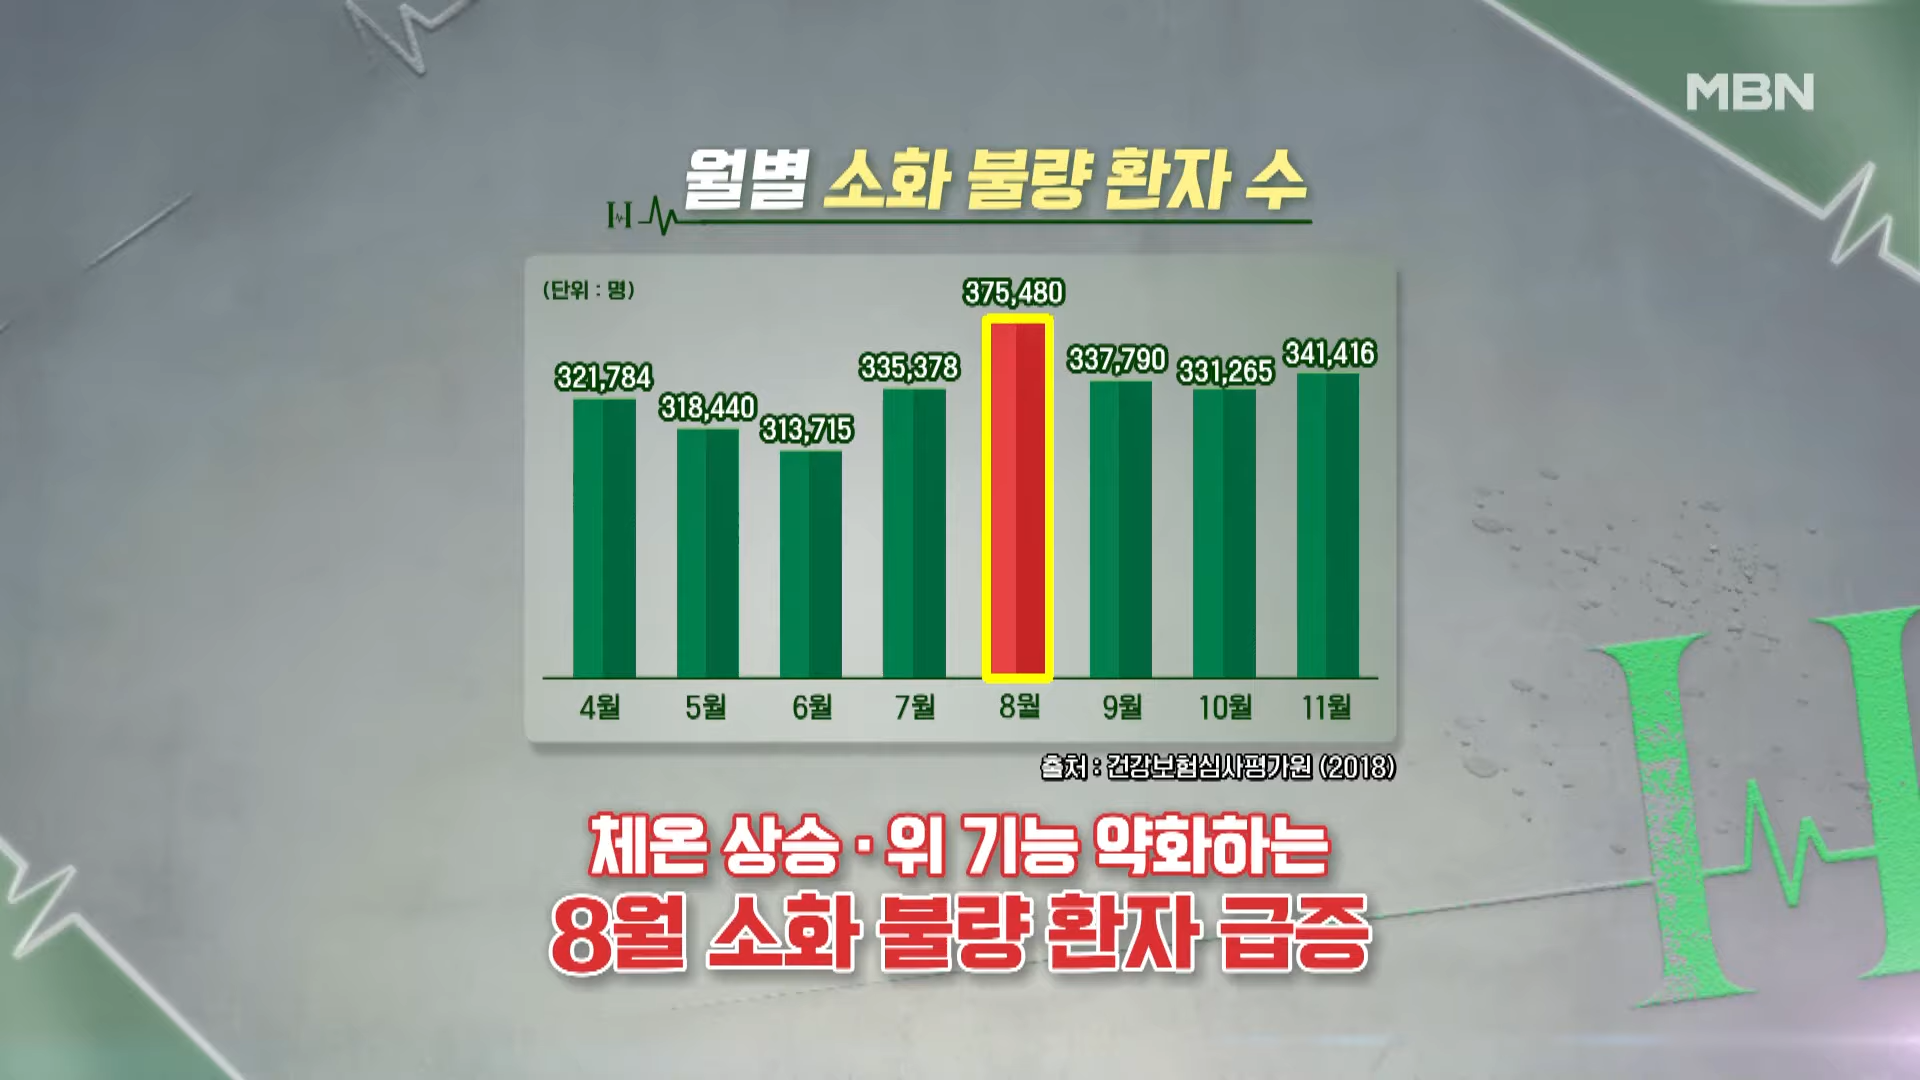 MBN
월별 소화 불량 환자 수
(단위 : 명)
321,784
318,440
313,715
335,378
375,480
337,790
331,265
341,416
4월 5월 6월 7월 8월 9월 10월 11월
출처 : 건강보험심사평가원 (2018)
체온 상승 · 위 기능 약화하는
8월 소화 불량 환자 급증